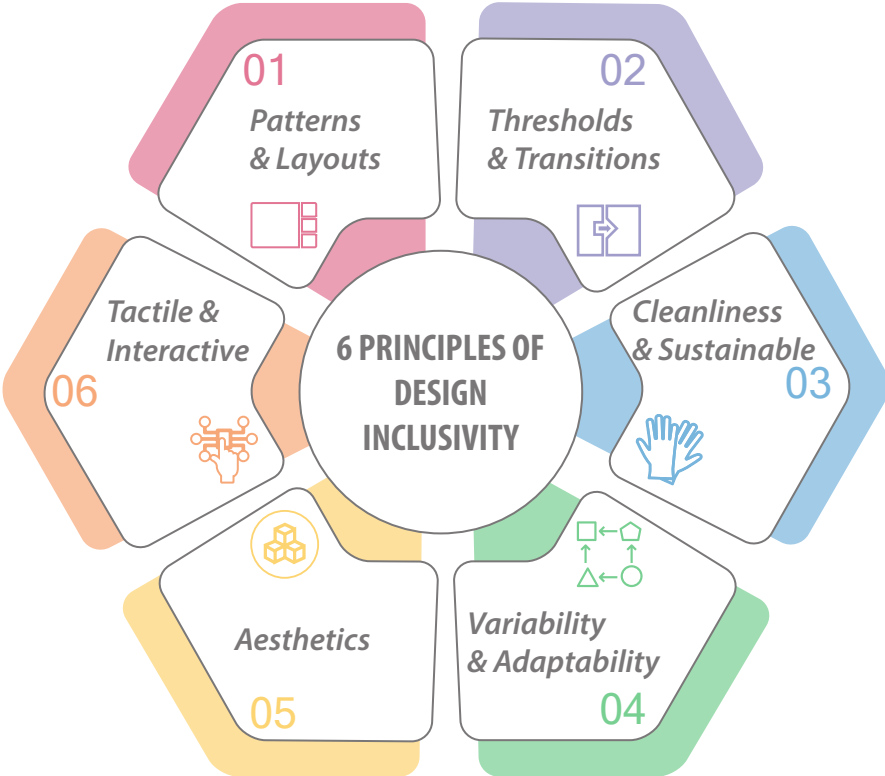 6 PRINCIPLES OF
DESIGN
INCLUSIVITY
01
Patterns
& Layouts
02
Thresholds
& Transitions
Cleanliness
& Sustainable
03
Variability
& Adaptability
04
Aesthetics
05
Tactile &
Interactive
06